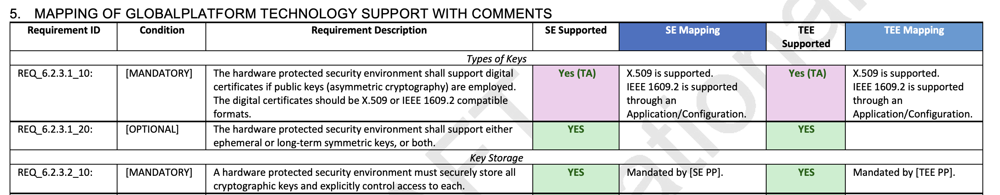 5. MAPPING OF GLOBALPLATFORM TECHNOLOGY SUPPORT WITH COMMENTS
Requirement ID
Condition
Requirement Description
SE Supported
SE Mapping
TEE
Supported
TEE Mapping
Types of Keys
REQ_6.2.3.1_10:
[MANDATORY]
The hardware protected security environment shall support digital
certificates if public keys (asymmetric cryptography) are employed.
The digital certificates should be X.509 or IEEE 1609.2 compatible
formats.
Yes (TA)
X.509 is supported.
IEEE 1609.2 is supported
through an
Application/Configuration.
Yes (TA)
X.509 is supported.
IEEE 1609.2 is supported
through an
Application/Configuration.
REQ_6.2.3.1_20:
[OPTIONAL]
The hardware protected security environment shall support either
ephemeral or long-term symmetric keys, or both.
YES
YES
Key Storage
REQ_6.2.3.2_10:
[MANDATORY]
A hardware protected security environment must securely store all
cryptographic keys and explicitly control access to each.
YES
Mandated by [SE PP].
YES
Mandated by [TEE PP].